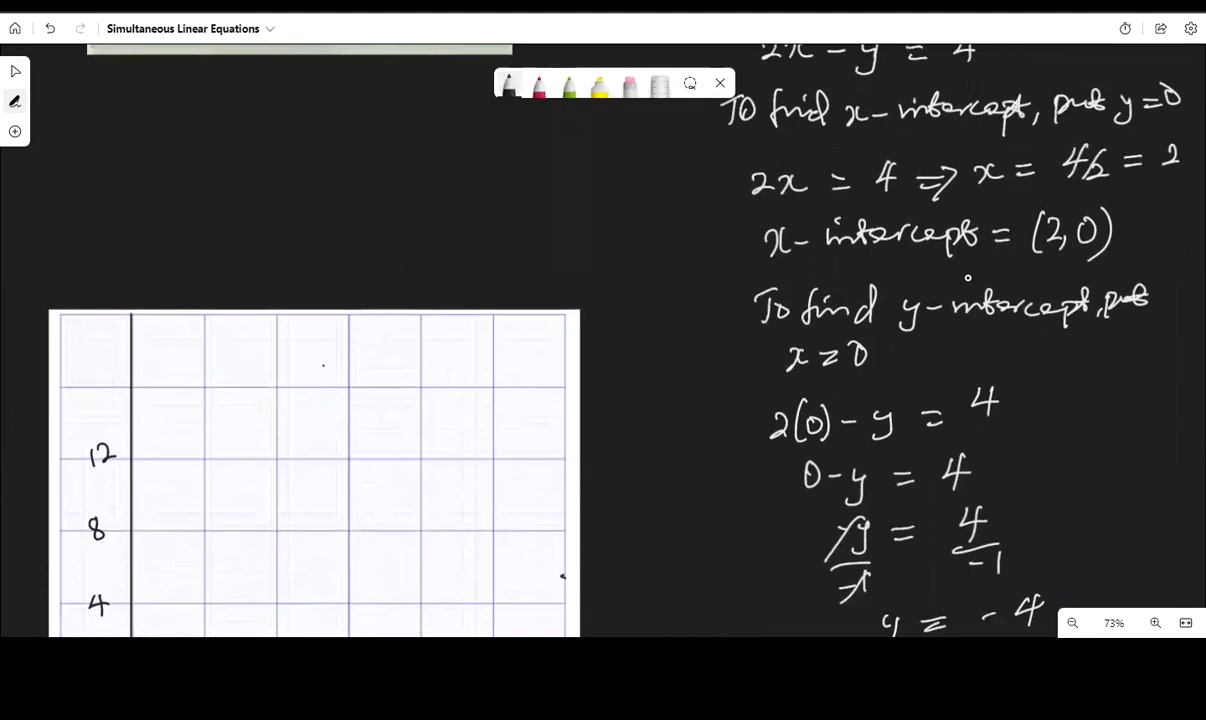 Simultaneous Linear Equations
2x - y = 4
To find x-intercept, put y=0
2x = 4 => x = 4/2 = 2
x-intercept = (2,0)
To find y-intercept, put
x = 0
2(0) - y = 4
0 - y = 4
-y/-1 = 4/-1
y = -4
12
8
4
73%